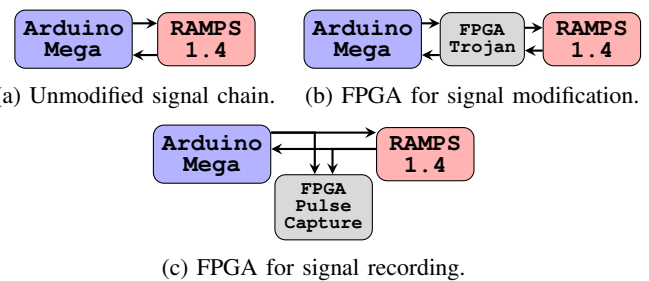 Arduino
Mega
RAMPS
1.4
Arduino
Mega
FPGA
Trojan
RAMPS
1.4
a) Unmodified signal chain.
(b) FPGA for signal modification.
Arduino
Mega
RAMPS
1.4
FPGA
Pulse
Capture
(c) FPGA for signal recording.